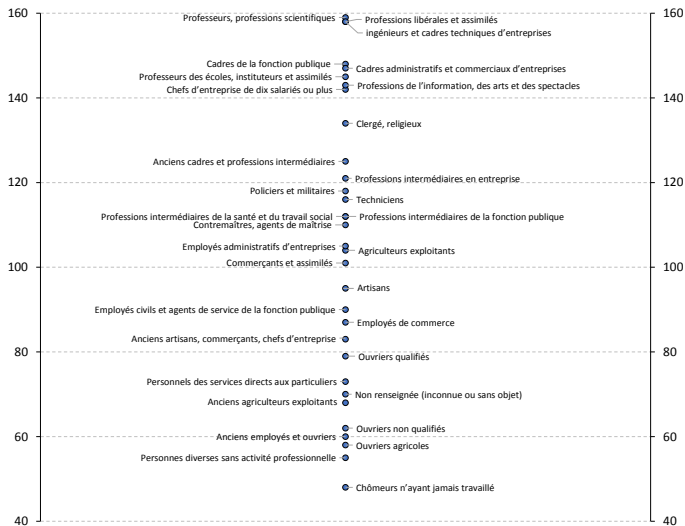 160
160
Professeurs, professions scientifiques
Professions libérales et assimilés
ingénieurs et cadres techniques d’entreprises
Cadres de la fonction publique
Cadres administratifs et commerciaux d’entreprises
Professeurs des écoles, instituteurs et assimilés
Professions de l’information, des arts et des spectacles
Chefs d’entreprise de dix salariés ou plus
140
140
Clergé, religieux
Anciens cadres et professions intermédiaires
Professions intermédiaires en entreprise
120
120
Policiers et militaires
Techniciens
Professions intermédiaires de la santé et du travail social
Professions intermédiaires de la fonction publique
Contremaîtres, agents de maîtrise
Employés administratifs d’entreprises
Agriculteurs exploitants
Commerçants et assimilés
100
100
Artisans
Employés civils et agents de service de la fonction publique
Employés de commerce
Anciens artisans, commerçants, chefs d’entreprise
80
80
Ouvriers qualifiés
Personnels des services directs aux particuliers
Non renseignée (inconnue ou sans objet)
Anciens agriculteurs exploitants
Ouvriers non qualifiés
60
60
Anciens employés et ouvriers
Ouvriers agricoles
Personnes diverses sans activité professionnelle
Chômeurs n’ayant jamais travaillé
40
40